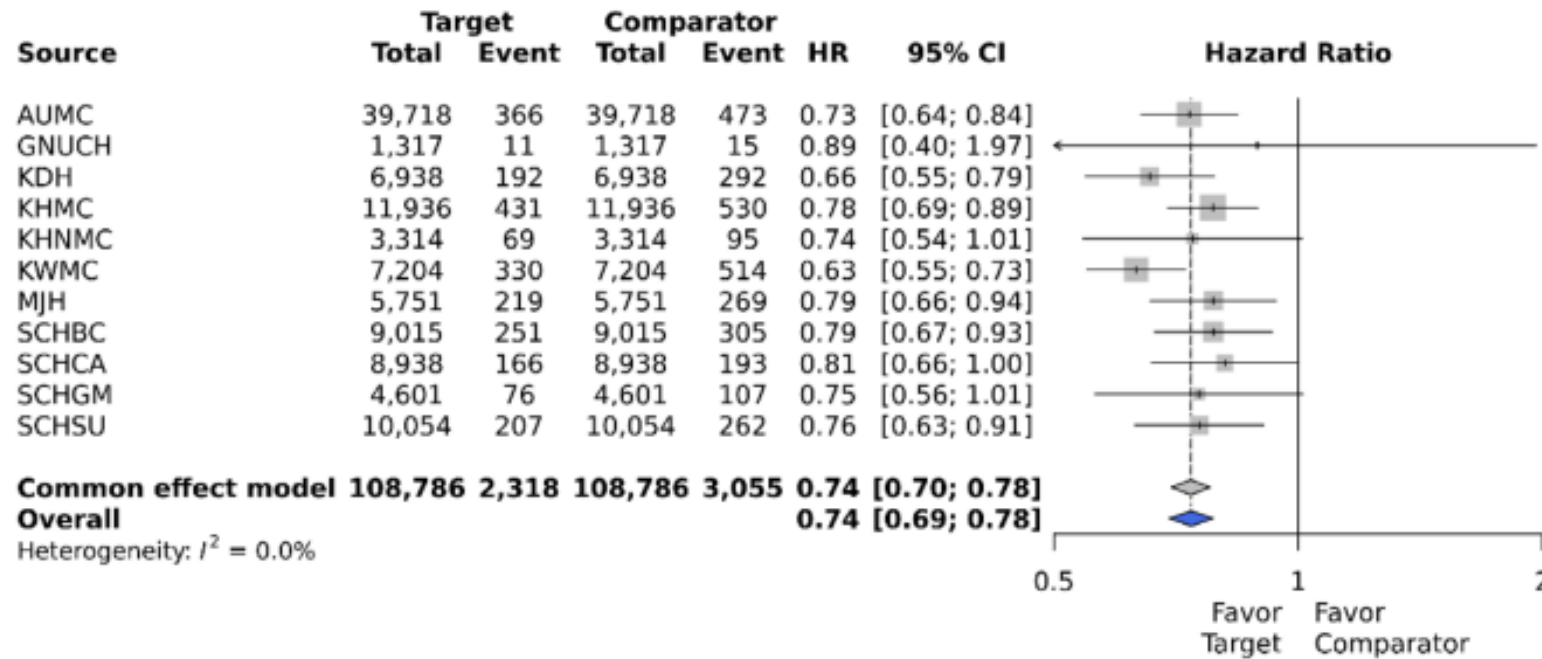 Target Comparator
Source Total Event Total Event HR 95% CI Hazard Ratio
AUMC 39,718 366 39,718 473 0.73 [0.64; 0.84]
GNUCH 1,317 11 1,317 15 0.89 [0.40; 1.97]
KDH 6,938 192 6,938 292 0.66 [0.55; 0.79]
KHMC 11,936 431 11,936 530 0.78 [0.69; 0.89]
KHNMC 3,314 69 3,314 95 0.74 [0.54; 1.01]
KWMC 7,204 330 7,204 514 0.63 [0.55; 0.73]
MJH 5,751 219 5,751 269 0.79 [0.66; 0.94]
SCHBC 9,015 251 9,015 305 0.79 [0.67; 0.93]
SCHCA 8,938 166 8,938 193 0.81 [0.66; 1.00]
SCHGM 4,601 76 4,601 107 0.75 [0.56; 1.01]
SCHSU 10,054 207 10,054 262 0.76 [0.63; 0.91]
Common effect model 108,786 2,318 108,786 3,055 0.74 [0.70; 0.78]
Overall 0.74 [0.69; 0.78]
Heterogeneity: I² = 0.0%
0.5 1 2
Favor Favor
Target Comparator